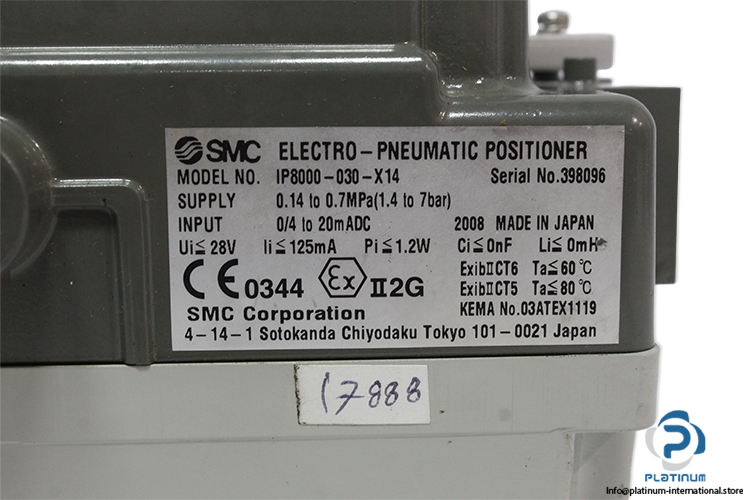 SMC ELECTRO-PNEUMATIC POSITIONER
MODEL NO. IP8000-030-X14 Serial No.398096
SUPPLY 0.14 to 0.7MPa(1.4 to 7bar)
INPUT 0/4 to 20mADC 2008 MADE IN JAPAN
Ui≦28V Ii≦125mA Pi≦1.2W Ci≦0nF Li≦0mH
CE 0344 Ex II2G ExibⅡCT6 Ta≦60℃
ExibⅡCT5 Ta≦80℃
KEMA No.03ATEX1119
SMC Corporation
4-14-1 Sotokanda Chiyodaku Tokyo 101-0021 Japan
17888
PLATINUM
Info@platinum-international.store